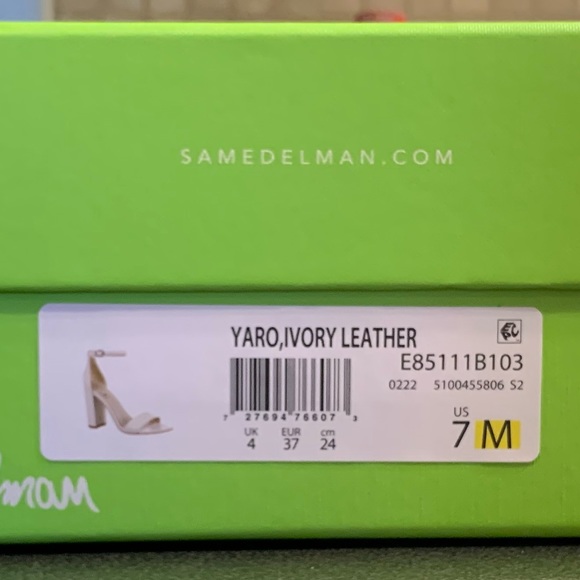 SAMEDELMAN.COM
YARO,IVORY LEATHER
E85111B103
0222 5100455806 S2
7 27694 76607 3
UK EUR cm
4 37 24
US
7 M